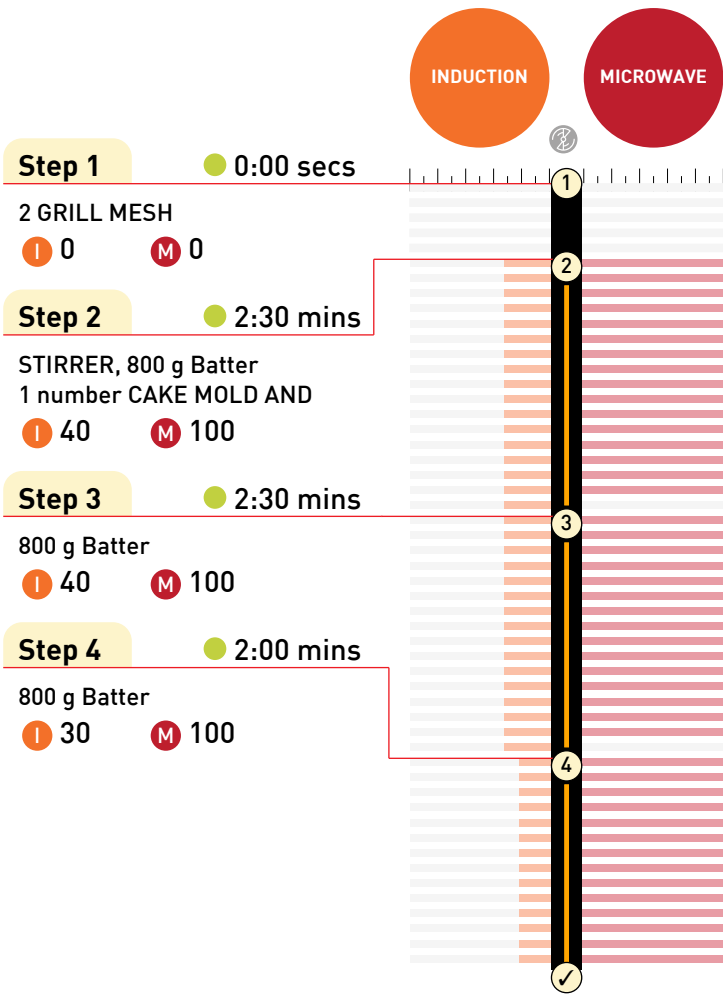 INDUCTION
MICROWAVE
Step 1
0:00 secs
2 GRILL MESH
I 0
M 0
Step 2
2:30 mins
STIRRER, 800 g Batter
1 number CAKE MOLD AND
I 40
M 100
Step 3
2:30 mins
800 g Batter
I 40
M 100
Step 4
2:00 mins
800 g Batter
I 30
M 100
1
2
3
4
✓